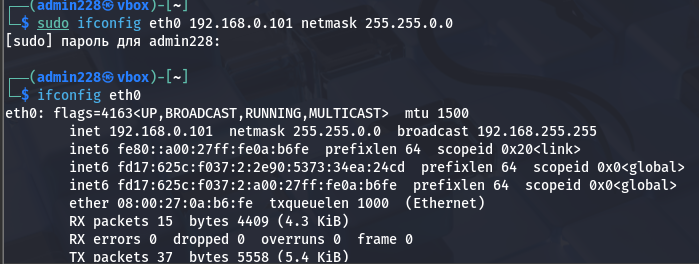 ┌──(admin228㉿vbox)-[~]
└─$ sudo ifconfig eth0 192.168.0.101 netmask 255.255.0.0
[sudo] пароль для admin228:
┌──(admin228㉿vbox)-[~]
└─$ ifconfig eth0
eth0: flags=4163<UP,BROADCAST,RUNNING,MULTICAST>  mtu 1500
        inet 192.168.0.101  netmask 255.255.0.0  broadcast 192.168.255.255
        inet6 fe80::a00:27ff:fe0a:b6fe  prefixlen 64  scopeid 0x20<link>
        inet6 fd17:625c:f037:2:2e90:5373:34ea:24cd  prefixlen 64  scopeid 0x0<global>
        inet6 fd17:625c:f037:2:a00:27ff:fe0a:b6fe  prefixlen 64  scopeid 0x0<global>
        ether 08:00:27:0a:b6:fe  txqueuelen 1000  (Ethernet)
        RX packets 15  bytes 4409 (4.3 KiB)
        RX errors 0  dropped 0  overruns 0  frame 0
        TX packets 37  bytes 5558 (5.4 KiB)